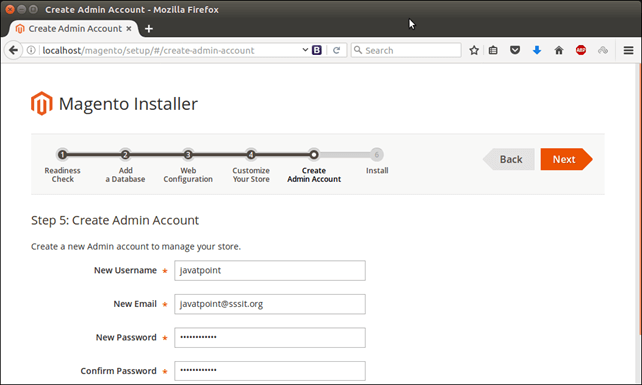 Create Admin Account - Mozilla Firefox
Create Admin Account
localhost/magento/setup/#/create-admin-account
B
Search
ABP
Magento Installer
1
2
3
4
6
Readiness Check
Add a Database
Web Configuration
Customize Your Store
Create Admin Account
Install
Back
Next
Step 5: Create Admin Account
Create a new Admin account to manage your store.
New Username * javatpoint
New Email * javatpoint@sssit.org
New Password * ••••••••••••
Confirm Password * ••••••••••••